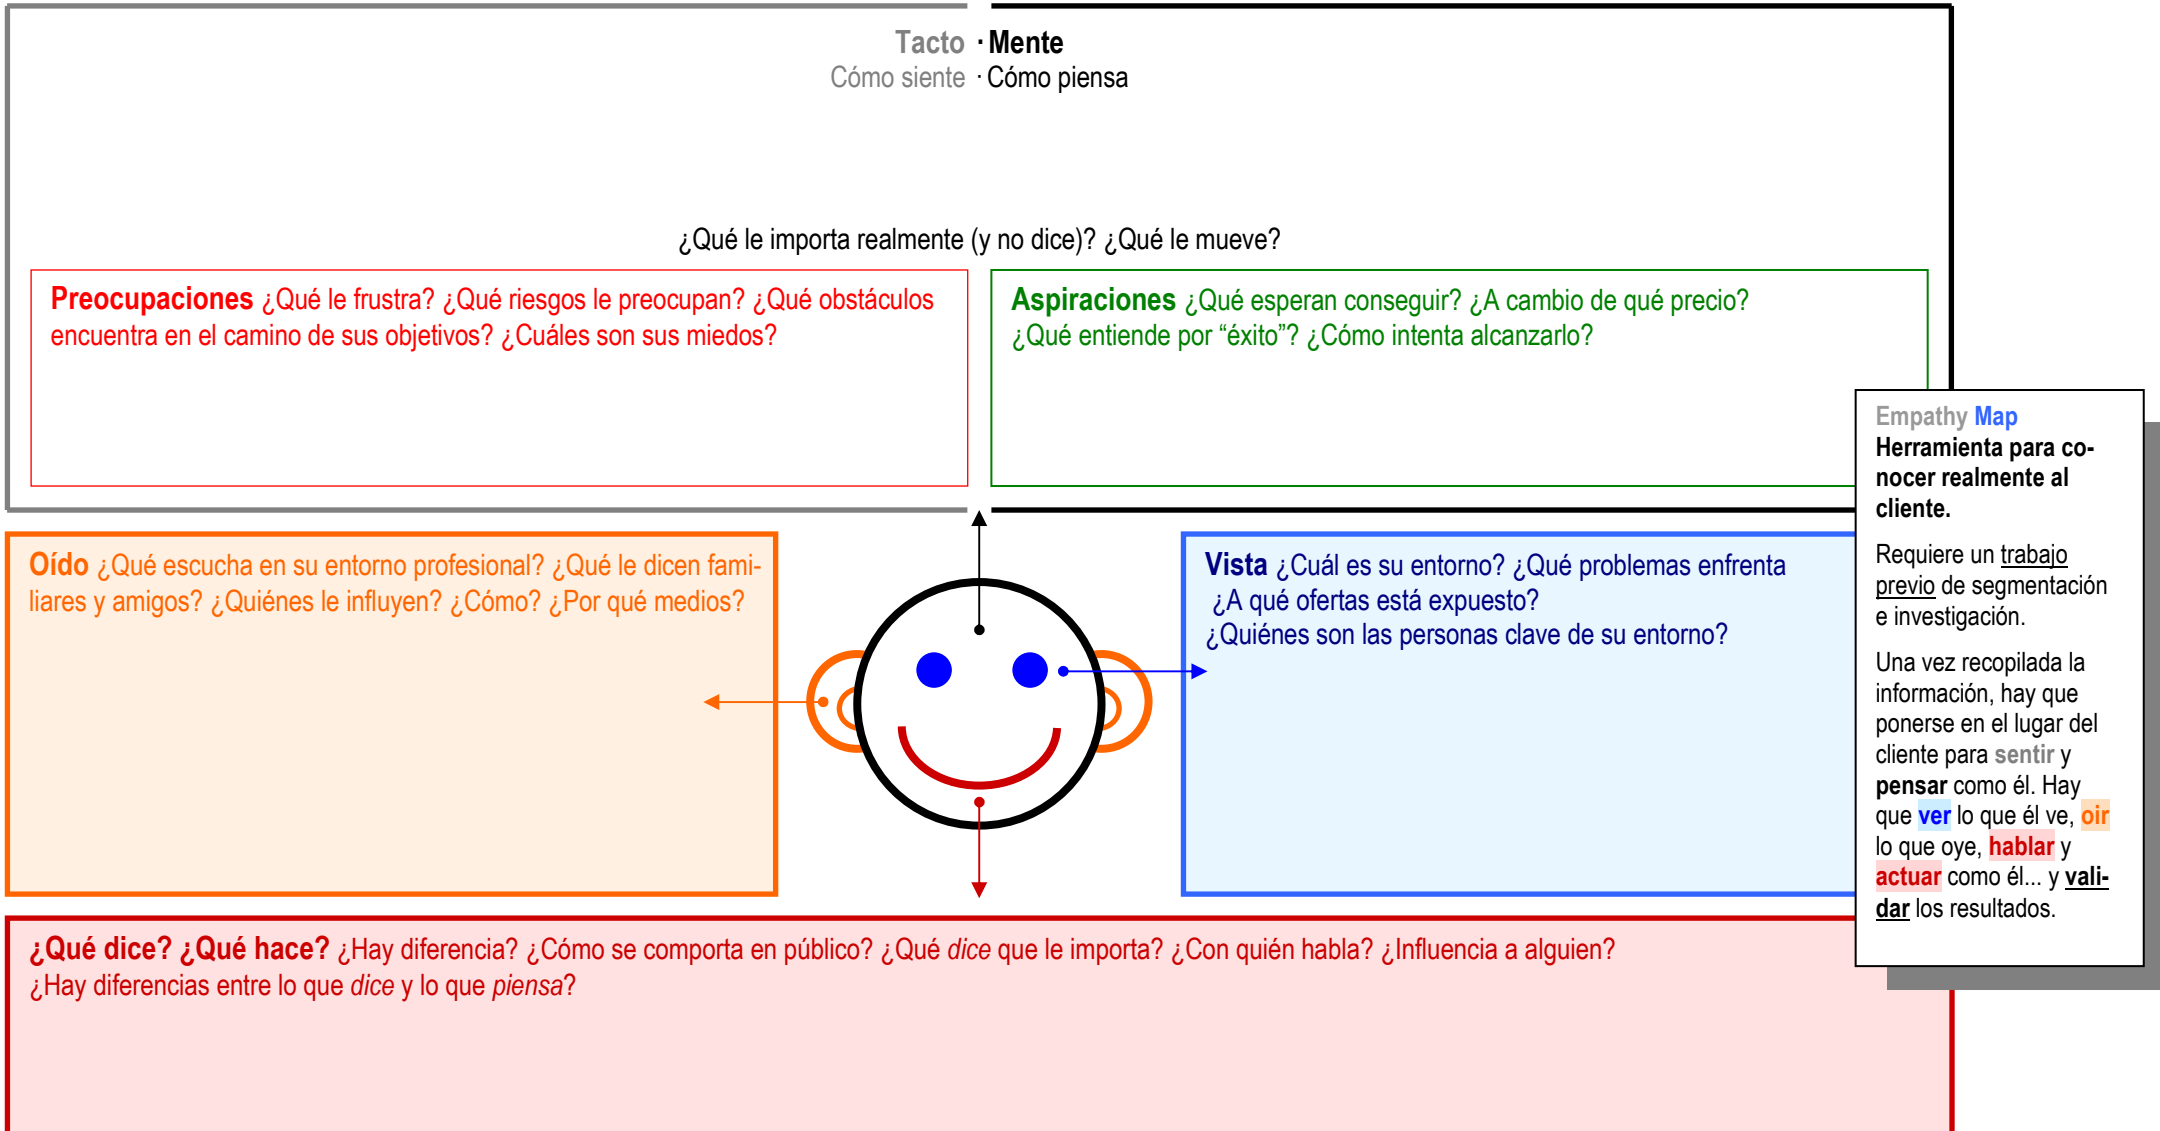 Tacto · Mente
Cómo siente · Cómo piensa
¿Qué le importa realmente (y no dice)? ¿Qué le mueve?
Preocupaciones ¿Qué le frustra? ¿Qué riesgos le preocupan? ¿Qué obstáculos
encuentra en el camino de sus objetivos? ¿Cuáles son sus miedos?
Aspiraciones ¿Qué esperan conseguir? ¿A cambio de qué precio?
¿Qué entiende por “éxito”? ¿Cómo intenta alcanzarlo?
Oído ¿Qué escucha en su entorno profesional? ¿Qué le dicen fami-
liares y amigos? ¿Quiénes le influyen? ¿Cómo? ¿Por qué medios?
Vista ¿Cuál es su entorno? ¿Qué problemas enfrenta
¿A qué ofertas está expuesto?
¿Quiénes son las personas clave de su entorno?
¿Qué dice? ¿Qué hace? ¿Hay diferencia? ¿Cómo se comporta en público? ¿Qué dice que le importa? ¿Con quién habla? ¿Influencia a alguien?
¿Hay diferencias entre lo que dice y lo que piensa?
Empathy Map
Herramienta para co-
nocer realmente al
cliente.
Requiere un trabajo
previo de segmentación
e investigación.
Una vez recopilada la
información, hay que
ponerse en el lugar del
cliente para sentir y
pensar como él. Hay
que ver lo que él ve, oir
lo que oye, hablar y
actuar como él... y vali-
dar los resultados.